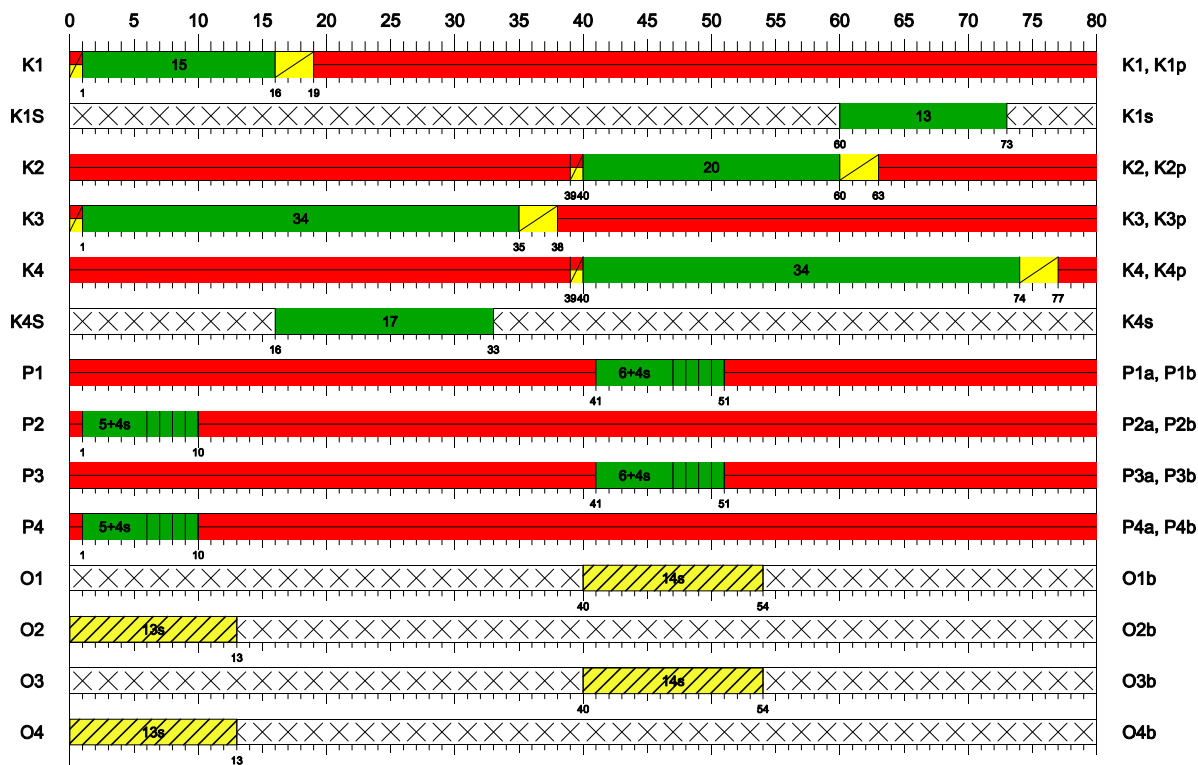 0 5 10 15 20 25 30 35 40 45 50 55 60 65 70 75 80
K1 15 K1, K1p
1 16 19
K1S 13 K1s
60 73
K2 20 K2, K2p
39 40 60 63
K3 34 K3, K3p
1 35 38
K4 34 K4, K4p
39 40 74 77
K4S 17 K4s
16 33
P1 6+4s P1a, P1b
41 51
P2 5+4s P2a, P2b
1 10
P3 6+4s P3a, P3b
41 51
P4 5+4s P4a, P4b
1 10
O1 14s O1b
40 54
O2 13s O2b
13
O3 14s O3b
40 54
O4 13s O4b
13